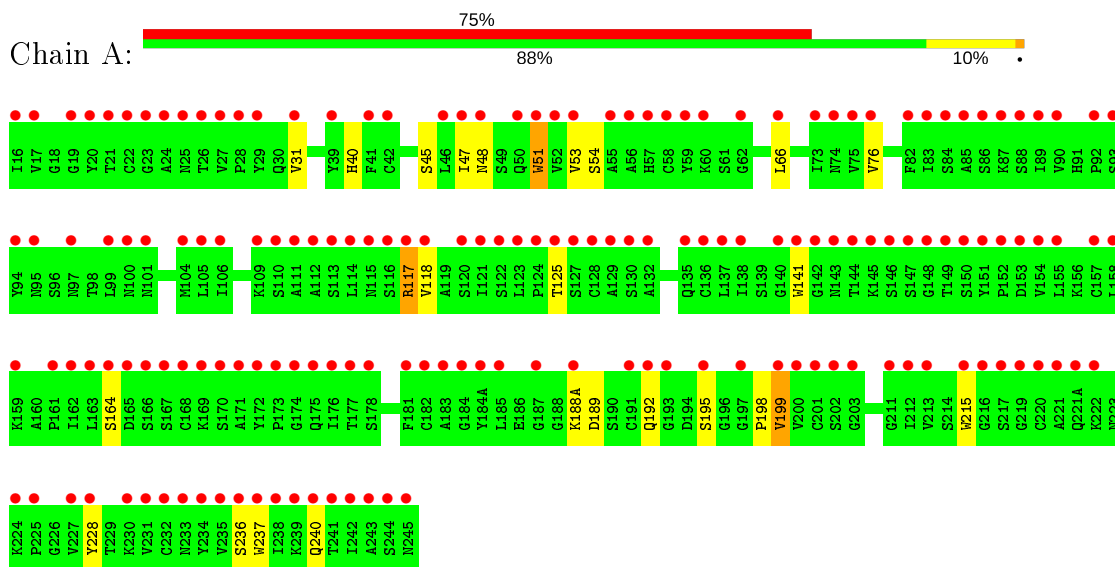 75%
Chain A:
88% 10% •
I16 V17 G18 G19 Y20 T21 C22 G23 A24 N25 T26 V27 P28 Y29 Q30 V31 Y39 H40 F41 C42 S45 L46 I47 N48 S49 Q50 W51 V52 V53 S54 A55 A56 H57 C58 Y59 K60 S61 G62 L66 I73 N74 V75 V76 F82 I83 S84 A85 S86 K87 S88 I89 V90 H91 P92 S93
Y94 N95 S96 N97 T98 L99 N100 N101 M104 L105 I106 K109 S110 A111 A112 S113 L114 N115 S116 R117 V118 A119 S120 I121 S122 L123 P124 T125 S127 C128 A129 S130 A132 Q135 C136 L137 I138 S139 G140 W141 G142 N143 T144 K145 S146 S147 G148 T149 S150 Y151 P152 D153 V154 L155 K156 C157 L158
K159 A160 P161 I162 L163 S164 D165 S166 S167 C168 K169 S170 A171 Y172 P173 G174 Q175 I176 T177 S178 F181 C182 A183 G184 Y184A L185 E186 G187 G188 K188A D189 S190 C191 Q192 G193 D194 S195 G196 G197 P198 V199 V200 C201 S202 G203 G211 I212 V213 S214 W215 G216 S217 G219 C220 A221 Q221A K222 N223
K224 P225 G226 V227 Y228 T229 K230 V231 C232 N233 Y234 V235 S236 W237 I238 K239 Q240 T241 I242 A243 S244 N245